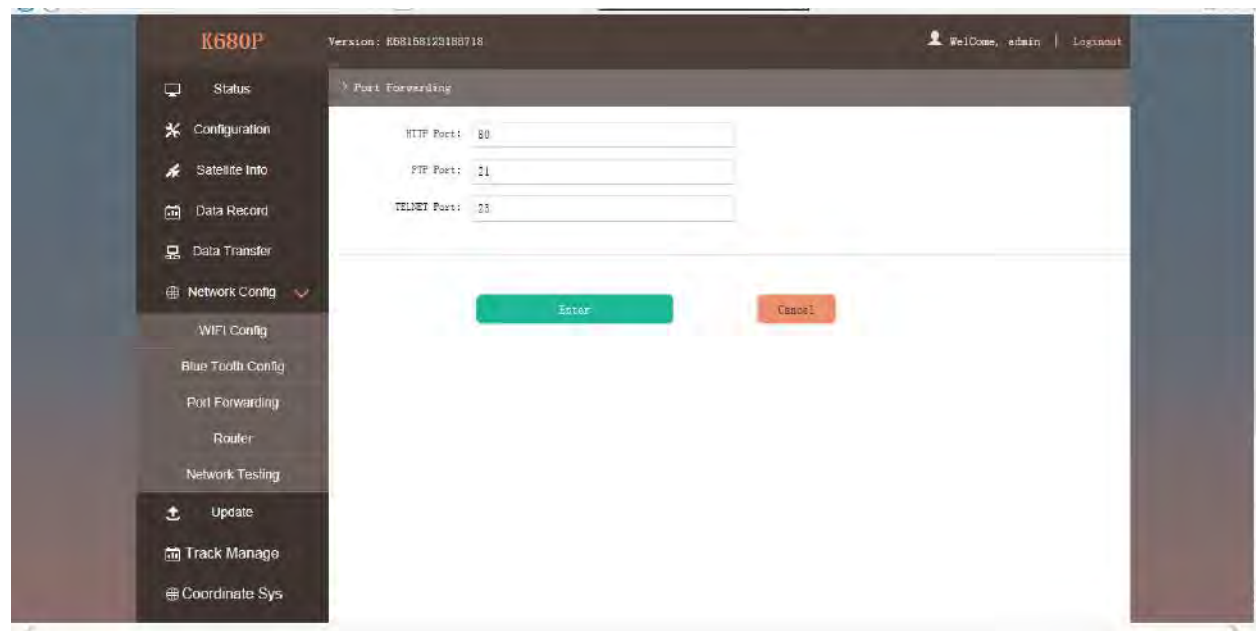 K680P
Version: K68168123188718
WelCome, admin | Loginout
Status
Configuration
Satellite Info
Data Record
Data Transfer
Network Config
WIFI Config
Blue Tooth Config
Port Forwarding
Router
Network Testing
Update
Track Manage
Coordinate Sys
> Port Forwarding
HTTP Port: 80
FTP Port: 21
TELNET Port: 23
Enter
Cancel